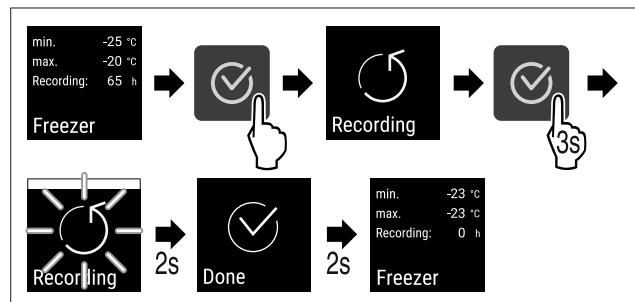 min. -25 °C
max. -20 °C
Recording: 65 h
Freezer
Recording
3s
Recording
2s
Done
2s
min. -23 °C
max. -23 °C
Recording: 0 h
Freezer